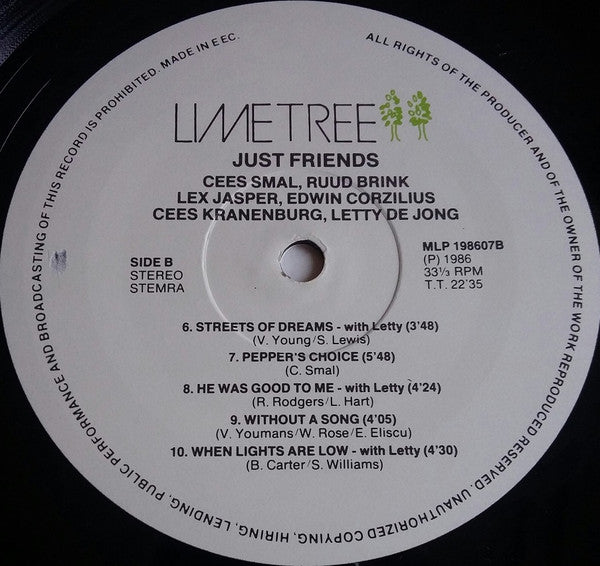 LIMETREE
JUST FRIENDS
CEES SMAL, RUUD BRINK
LEX JASPER, EDWIN CORZILIUS
CEES KRANENBURG, LETTY DE JONG
SIDE B
STEREO
STEMRA
MLP 198607B
(P) 1986
33⅓ RPM
T.T. 22'35
6. STREETS OF DREAMS - with Letty (3'48)
(V. Young/S. Lewis)
7. PEPPER'S CHOICE (5'48)
(C. Smal)
8. HE WAS GOOD TO ME - with Letty (4'24)
(R. Rodgers/L. Hart)
9. WITHOUT A SONG (4'05)
(V. Youmans/W. Rose/E. Eliscu)
10. WHEN LIGHTS ARE LOW - with Letty (4'30)
(B. Carter/S. Williams)
ALL RIGHTS OF THE PRODUCER AND OF THE OWNER OF THE WORK REPRODUCED RESERVED. UNAUTHORIZED COPYING, HIRING, LENDING, PUBLIC PERFORMANCE AND BROADCASTING OF THIS RECORD IS PROHIBITED. MADE IN E EC.